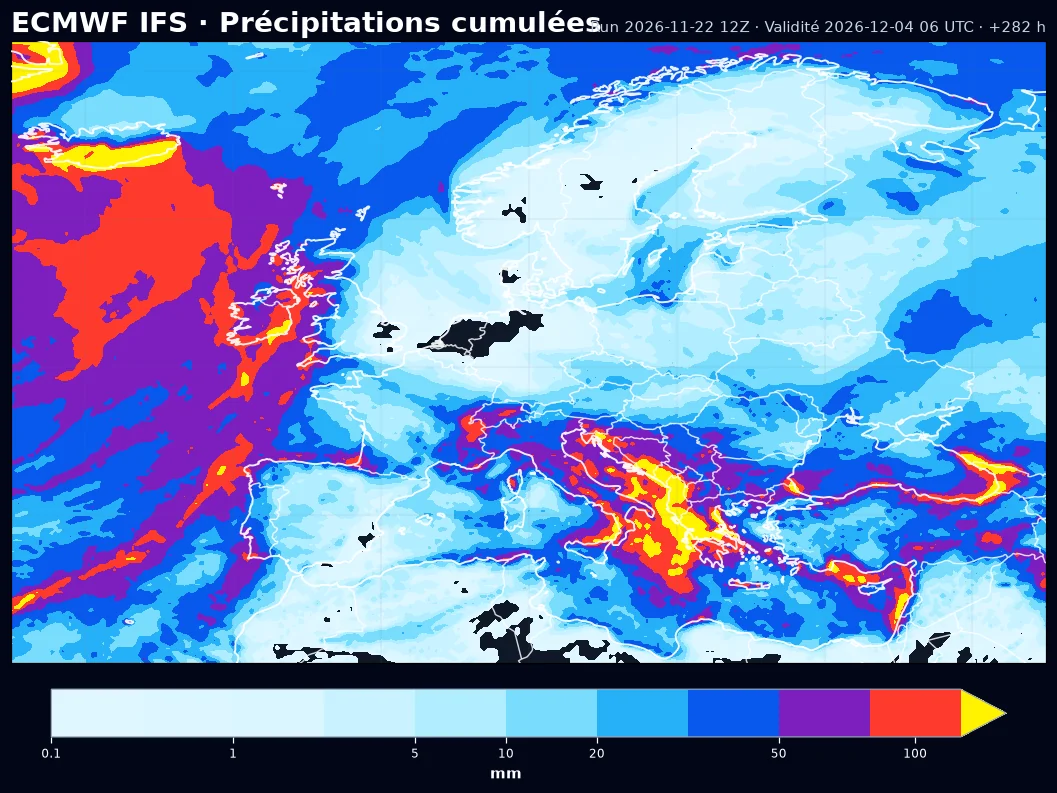 ECMWF IFS · Précipitations cumulées
Run 2026-11-22 12Z · Validité 2026-12-04 06 UTC · +282 h
0.1 1 5 10 20 50 100
mm